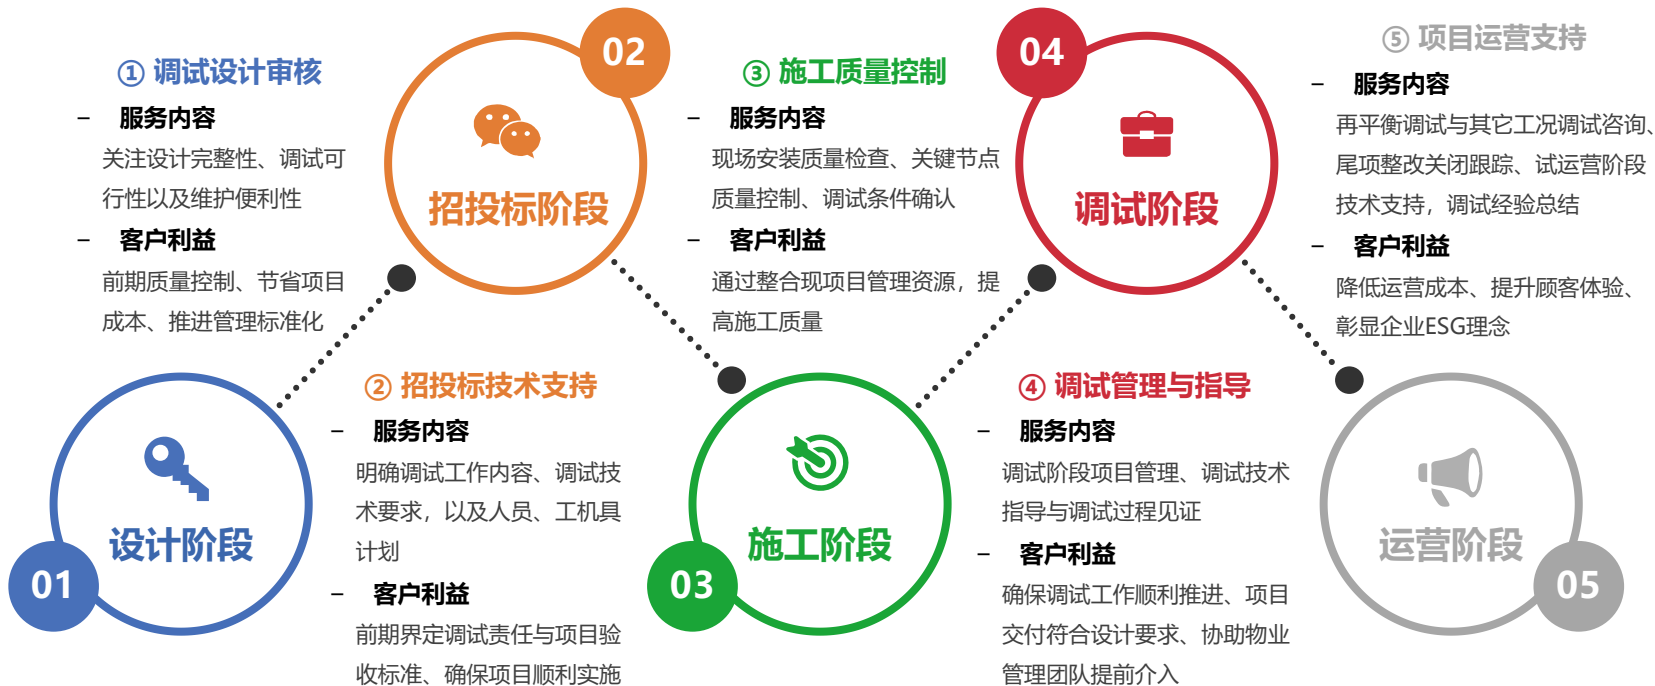 ① 调试设计审核
– 服务内容
关注设计完整性、调试可
行性以及维护便利性
– 客户利益
前期质量控制、节省项目
成本、推进管理标准化
设计阶段
01
02
招投标阶段
② 招投标技术支持
– 服务内容
明确调试工作内容、调试技
术要求，以及人员、工机具
计划
– 客户利益
前期界定调试责任与项目验
收标准、确保项目顺利实施
③ 施工质量控制
– 服务内容
现场安装质量检查、关键节点
质量控制、调试条件确认
– 客户利益
通过整合现项目管理资源，提
高施工质量
施工阶段
03
04
调试阶段
④ 调试管理与指导
– 服务内容
调试阶段项目管理、调试技术
指导与调试过程见证
– 客户利益
确保调试工作顺利推进、项目
交付符合设计要求、协助物业
管理团队提前介入
⑤ 项目运营支持
– 服务内容
再平衡调试与其它工况调试咨询、
尾项整改关闭跟踪、试运营阶段
技术支持，调试经验总结
– 客户利益
降低运营成本、提升顾客体验、
彰显企业ESG理念
运营阶段
05